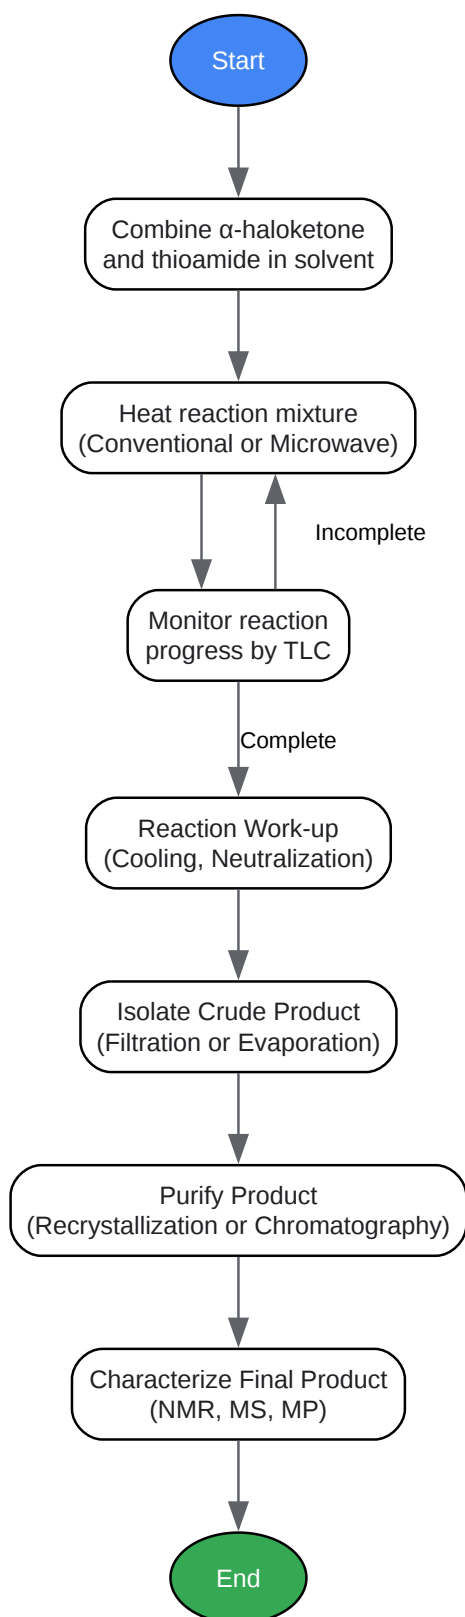 Start
Combine α-haloketone
and thioamide in solvent
Heat reaction mixture
(Conventional or Microwave)
Incomplete
Monitor reaction
progress by TLC
Complete
Reaction Work-up
(Cooling, Neutralization)
Isolate Crude Product
(Filtration or Evaporation)
Purify Product
(Recrystallization or Chromatography)
Characterize Final Product
(NMR, MS, MP)
End